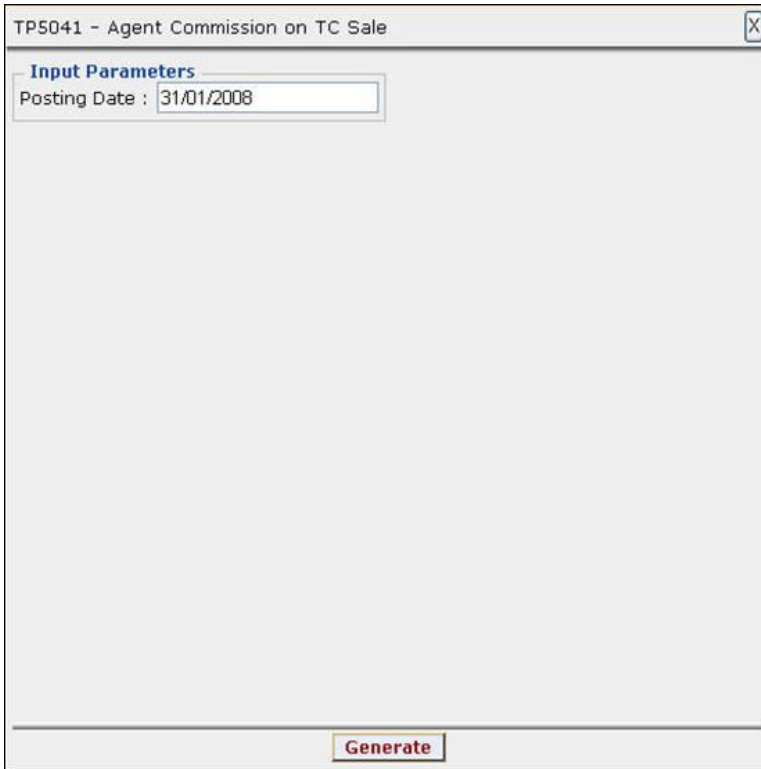 TP5041 - Agent Commission on TC Sale X
Input Parameters
Posting Date : 31/01/2008
Generate